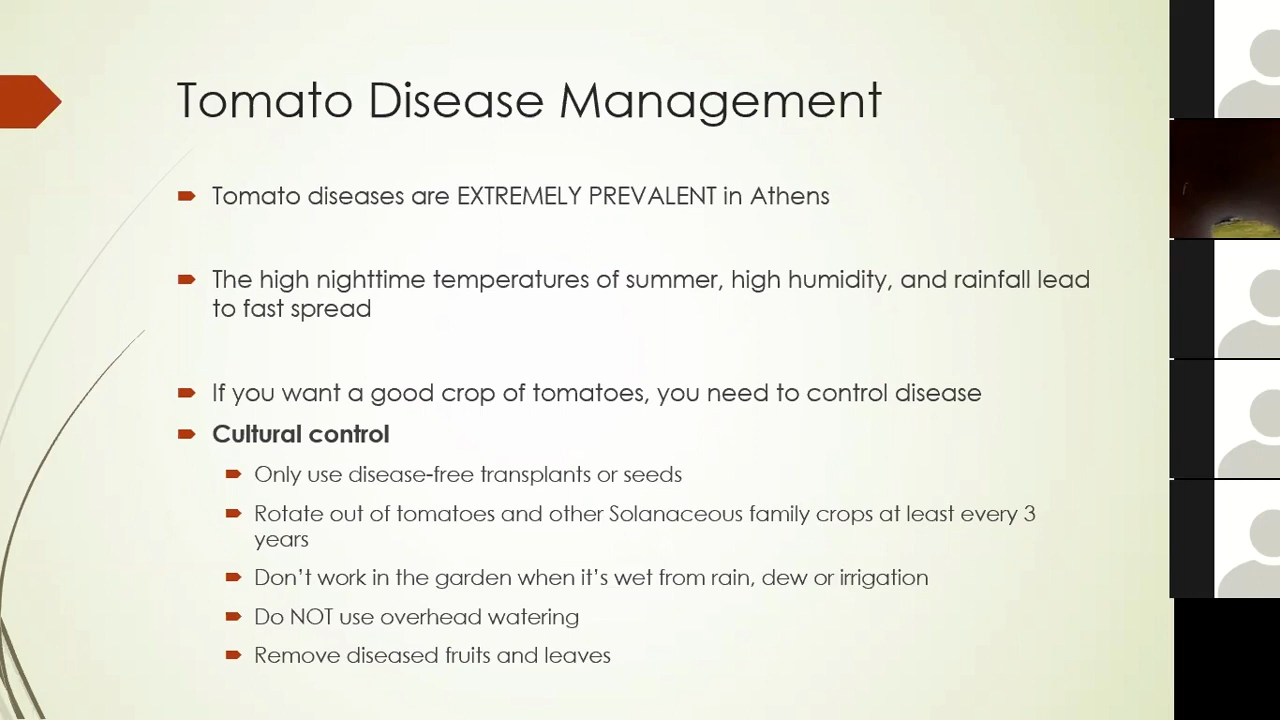 Tomato Disease Management
Tomato diseases are EXTREMELY PREVALENT in Athens
The high nighttime temperatures of summer, high humidity, and rainfall lead
to fast spread
If you want a good crop of tomatoes, you need to control disease
Cultural control
Only use disease-free transplants or seeds
Rotate out of tomatoes and other Solanaceous family crops at least every 3
years
Don’t work in the garden when it’s wet from rain, dew or irrigation
Do NOT use overhead watering
Remove diseased fruits and leaves